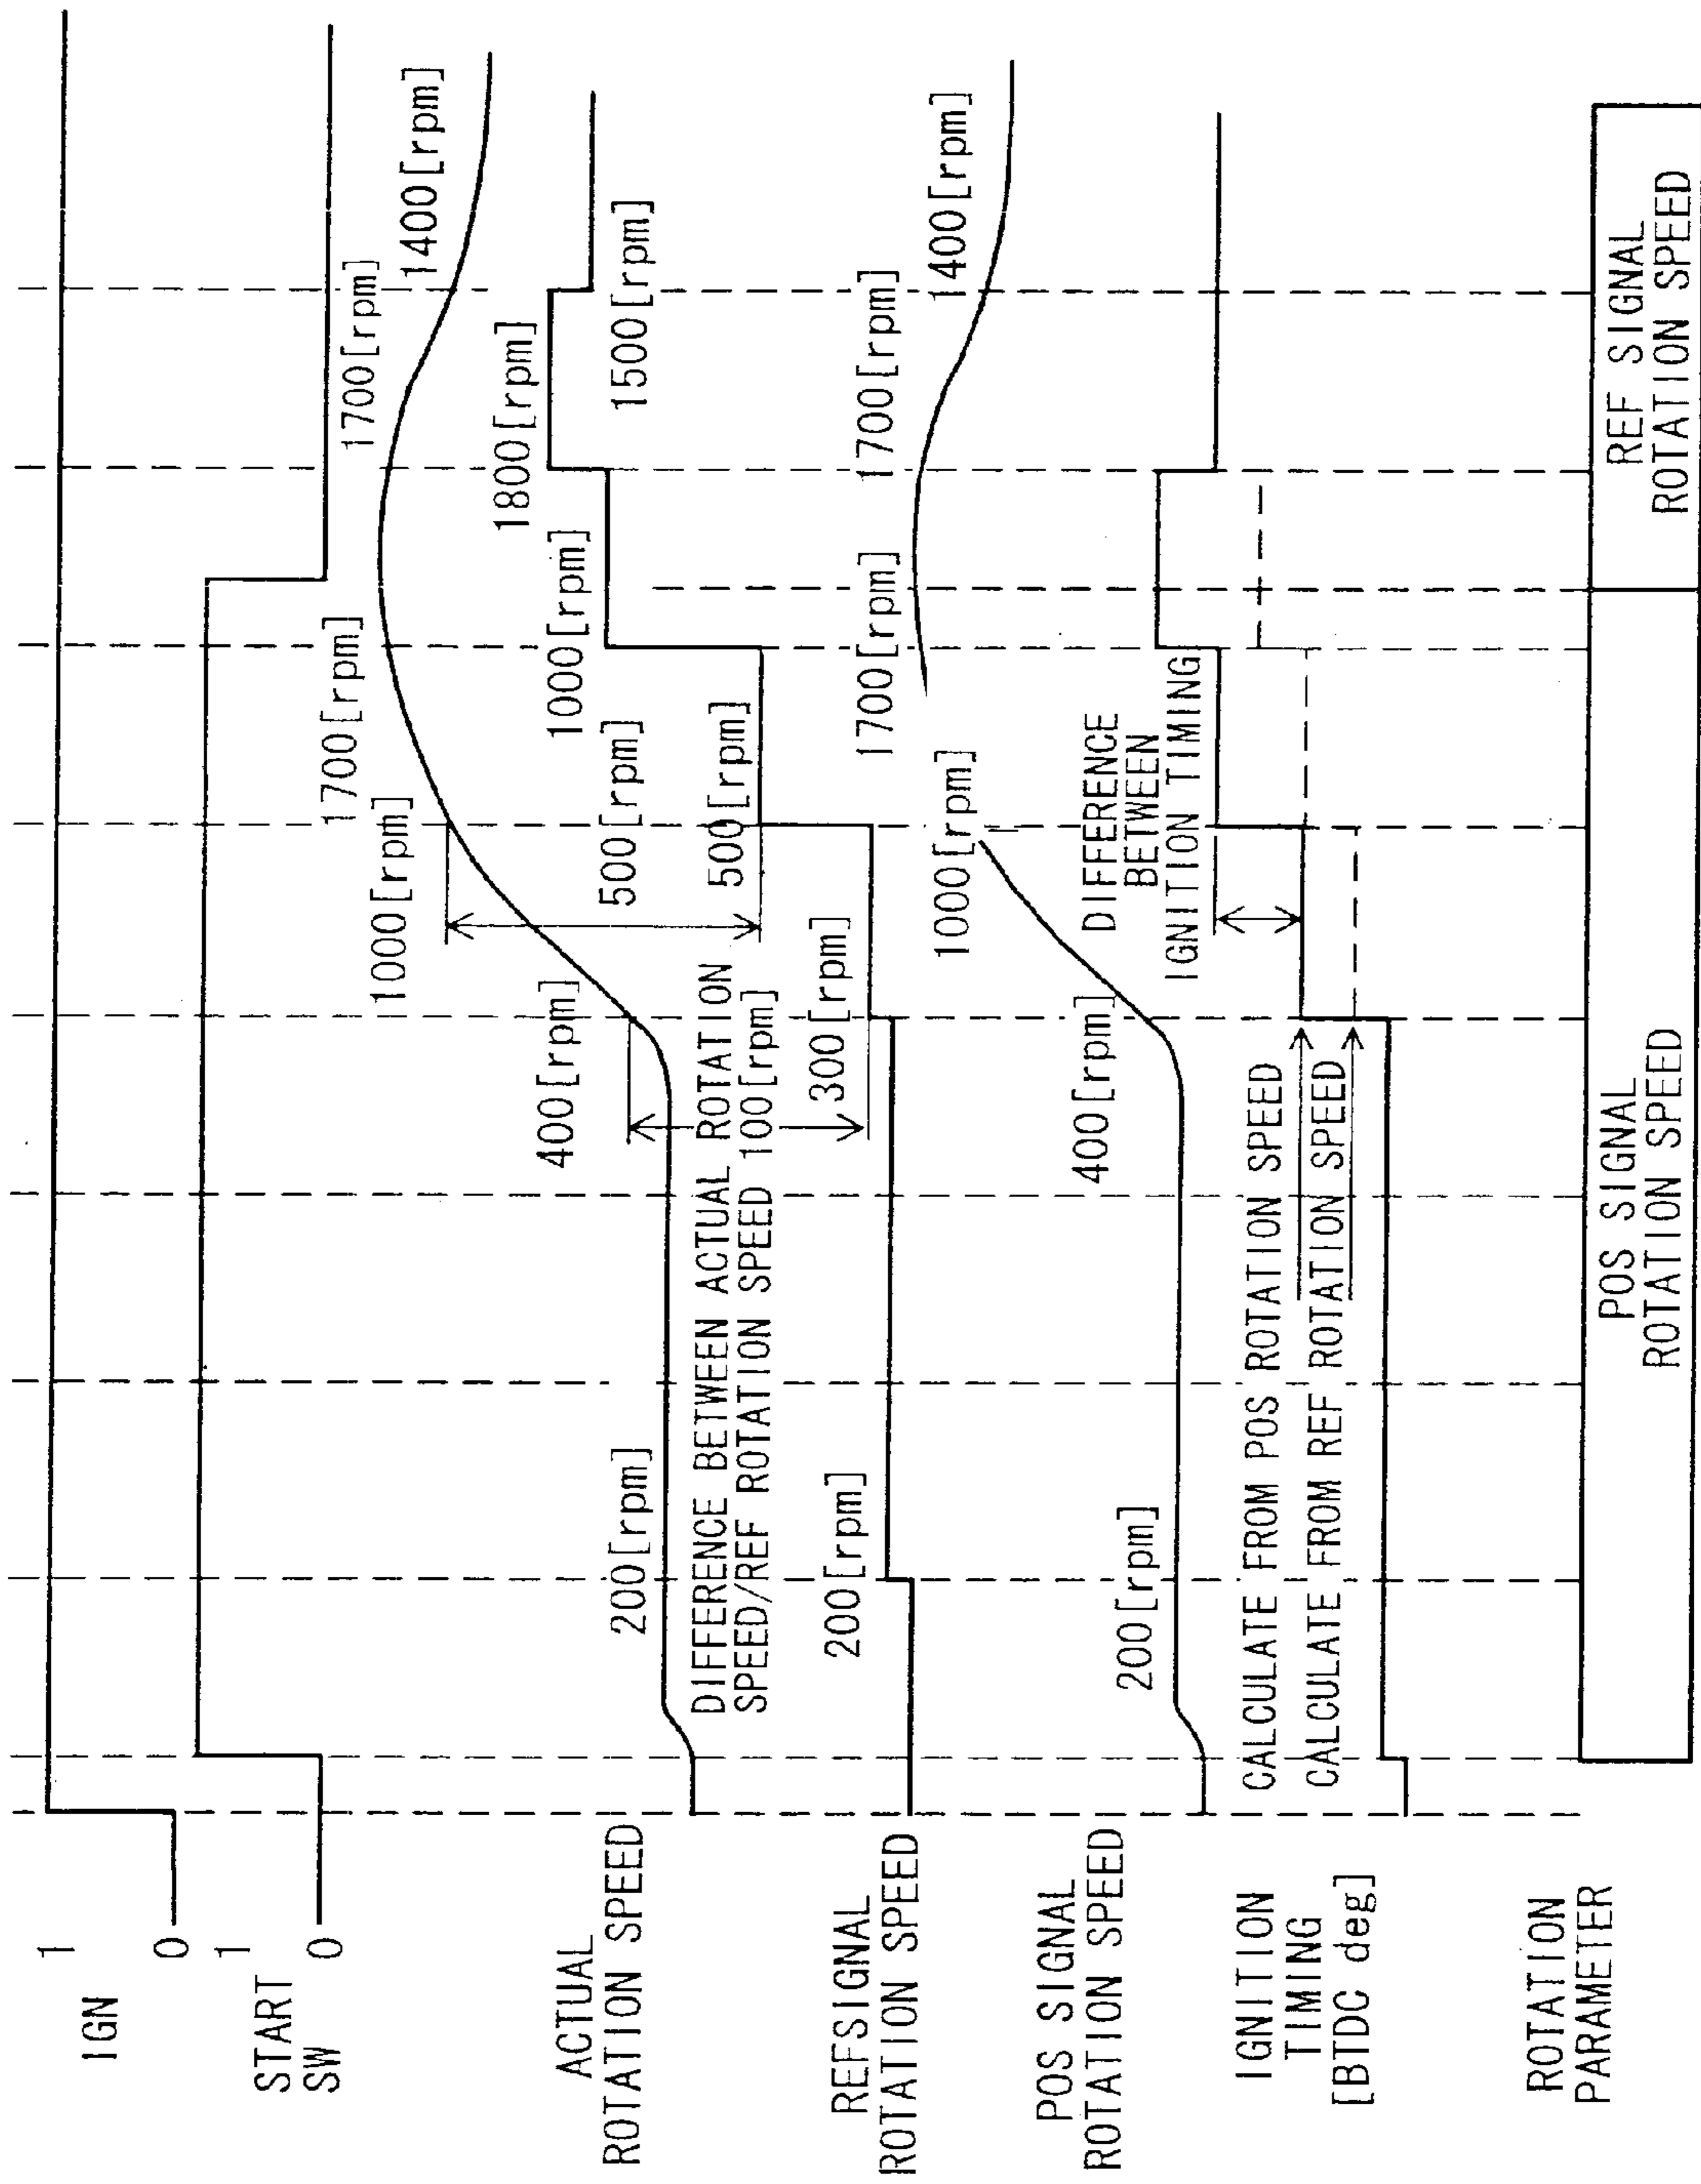 IGN
1
0
START
SW
1
0
ACTUAL
ROTATION SPEED
200[rpm]
400[rpm]
1000[rpm]
1700[rpm]
1700[rpm]
1400[rpm]
DIFFERENCE BETWEEN ACTUAL ROTATION
SPEED/REF ROTATION SPEED 100[rpm]
500[rpm]
REFSIGNAL
ROTATION SPEED
200[rpm]
300[rpm]
500[rpm]
1000[rpm]
1800[rpm]
1500[rpm]
POS SIGNAL
ROTATION SPEED
200[rpm]
400[rpm]
1000[rpm]
1700[rpm]
1700[rpm]
1400[rpm]
IGNITION
TIMING
[BTDC deg]
CALCULATE FROM POS ROTATION SPEED
CALCULATE FROM REF ROTATION SPEED
DIFFERENCE
BETWEEN
IGNITION TIMING
ROTATION
PARAMETER
POS SIGNAL
ROTATION SPEED
REF SIGNAL
ROTATION SPEED